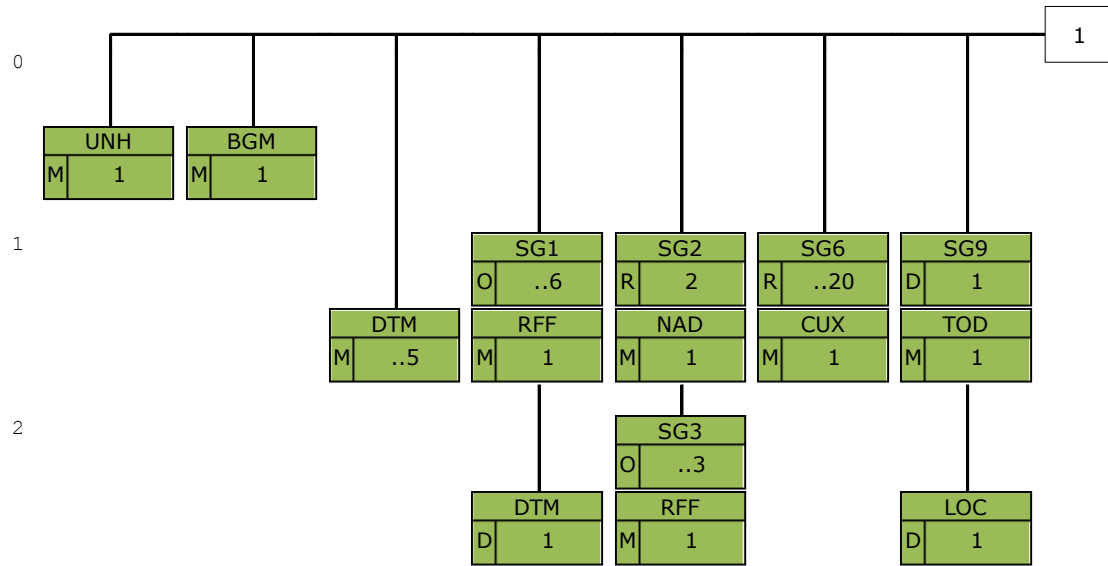 1
0
UNH BGM
M 1 M 1
1
SG1 SG2 SG6 SG9
O ..6 R 2 R ..20 D 1
DTM RFF NAD CUX TOD
M ..5 M 1 M 1 M 1 M 1
2
SG3
O ..3
DTM RFF LOC
D 1 M 1 D 1